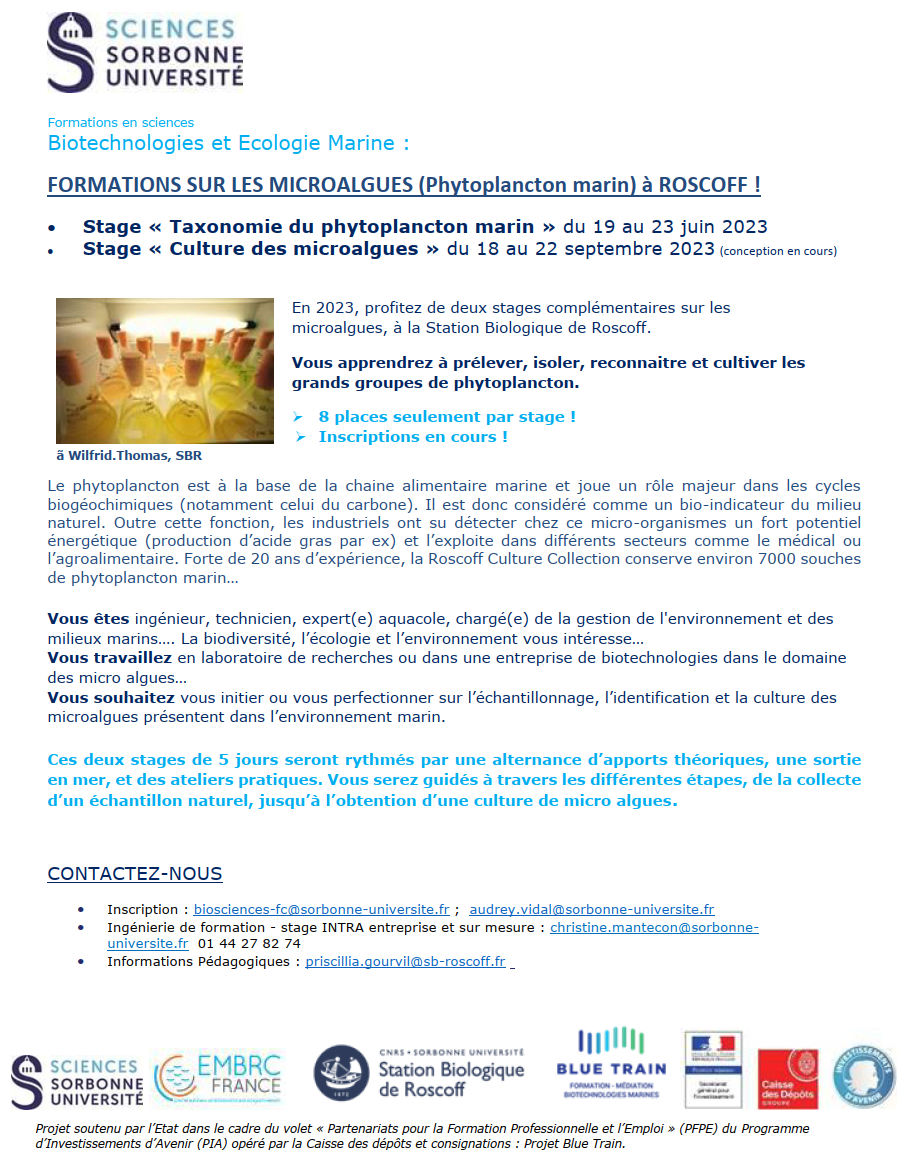 SCIENCES
SORBONNE
UNIVERSITÉ
Formations en sciences
Biotechnologies et Ecologie Marine :
FORMATIONS SUR LES MICROALGUES (Phytoplancton marin) à ROSCOFF !
• Stage « Taxonomie du phytoplancton marin » du 19 au 23 juin 2023
• Stage « Culture des microalgues » du 18 au 22 septembre 2023 (conception en cours)
En 2023, profitez de deux stages complémentaires sur les
microalgues, à la Station Biologique de Roscoff.
Vous apprendrez à prélever, isoler, reconnaitre et cultiver les
grands groupes de phytoplancton.
➢ 8 places seulement par stage !
➢ Inscriptions en cours !
ã Wilfrid.Thomas, SBR
Le phytoplancton est à la base de la chaine alimentaire marine et joue un rôle majeur dans les cycles
biogéochimiques (notamment celui du carbone). Il est donc considéré comme un bio-indicateur du milieu
naturel. Outre cette fonction, les industriels ont su détecter chez ce micro-organismes un fort potentiel
énergétique (production d’acide gras par ex) et l’exploite dans différents secteurs comme le médical ou
l’agroalimentaire. Forte de 20 ans d’expérience, la Roscoff Culture Collection conserve environ 7000 souches
de phytoplancton marin…
Vous êtes ingénieur, technicien, expert(e) aquacole, chargé(e) de la gestion de l'environnement et des
milieux marins…. La biodiversité, l’écologie et l’environnement vous intéresse…
Vous travaillez en laboratoire de recherches ou dans une entreprise de biotechnologies dans le domaine
des micro algues…
Vous souhaitez vous initier ou vous perfectionner sur l’échantillonnage, l’identification et la culture des
microalgues présentent dans l’environnement marin.
Ces deux stages de 5 jours seront rythmés par une alternance d’apports théoriques, une sortie
en mer, et des ateliers pratiques. Vous serez guidés à travers les différentes étapes, de la collecte
d’un échantillon naturel, jusqu’à l’obtention d’une culture de micro algues.
CONTACTEZ-NOUS
• Inscription : biosciences-fc@sorbonne-universite.fr ; audrey.vidal@sorbonne-universite.fr
• Ingénierie de formation - stage INTRA entreprise et sur mesure : christine.mantecon@sorbonne-
universite.fr 01 44 27 82 74
• Informations Pédagogiques : priscillia.gourvil@sb-roscoff.fr
SCIENCES
SORBONNE
UNIVERSITÉ
EMBRC
FRANCE
1872
CNRS • SORBONNE UNIVERSITÉ
Station Biologique
de Roscoff
BLUE TRAIN
FORMATION - MÉDIATION
BIOTECHNOLOGIES MARINES
Secrétariat
général pour
l'investissement
Caisse
des Dépôts
GROUPE
INVESTISSEMENTS
D'AVENIR
Projet soutenu par l’Etat dans le cadre du volet « Partenariats pour la Formation Professionnelle et l’Emploi » (PFPE) du Programme
d’Investissements d’Avenir (PIA) opéré par la Caisse des dépôts et consignations : Projet Blue Train.